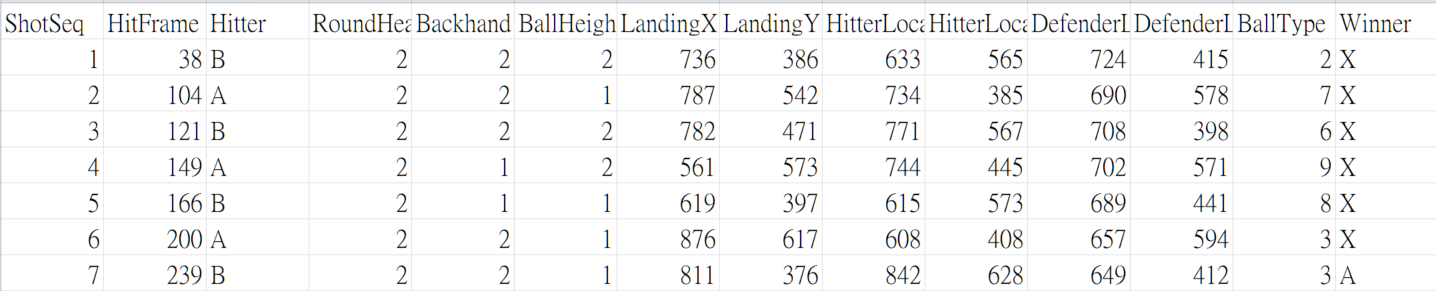 ShotSeq HitFrame Hitter RoundHea Backhand BallHeigh LandingX LandingY HitterLoca HitterLoca DefenderL DefenderL BallType Winner
1 38 B 2 2 2 736 386 633 565 724 415 2 X
2 104 A 2 2 1 787 542 734 385 690 578 7 X
3 121 B 2 2 2 782 471 771 567 708 398 6 X
4 149 A 2 1 2 561 573 744 445 702 571 9 X
5 166 B 2 1 1 619 397 615 573 689 441 8 X
6 200 A 2 2 1 876 617 608 408 657 594 3 X
7 239 B 2 2 1 811 376 842 628 649 412 3 A